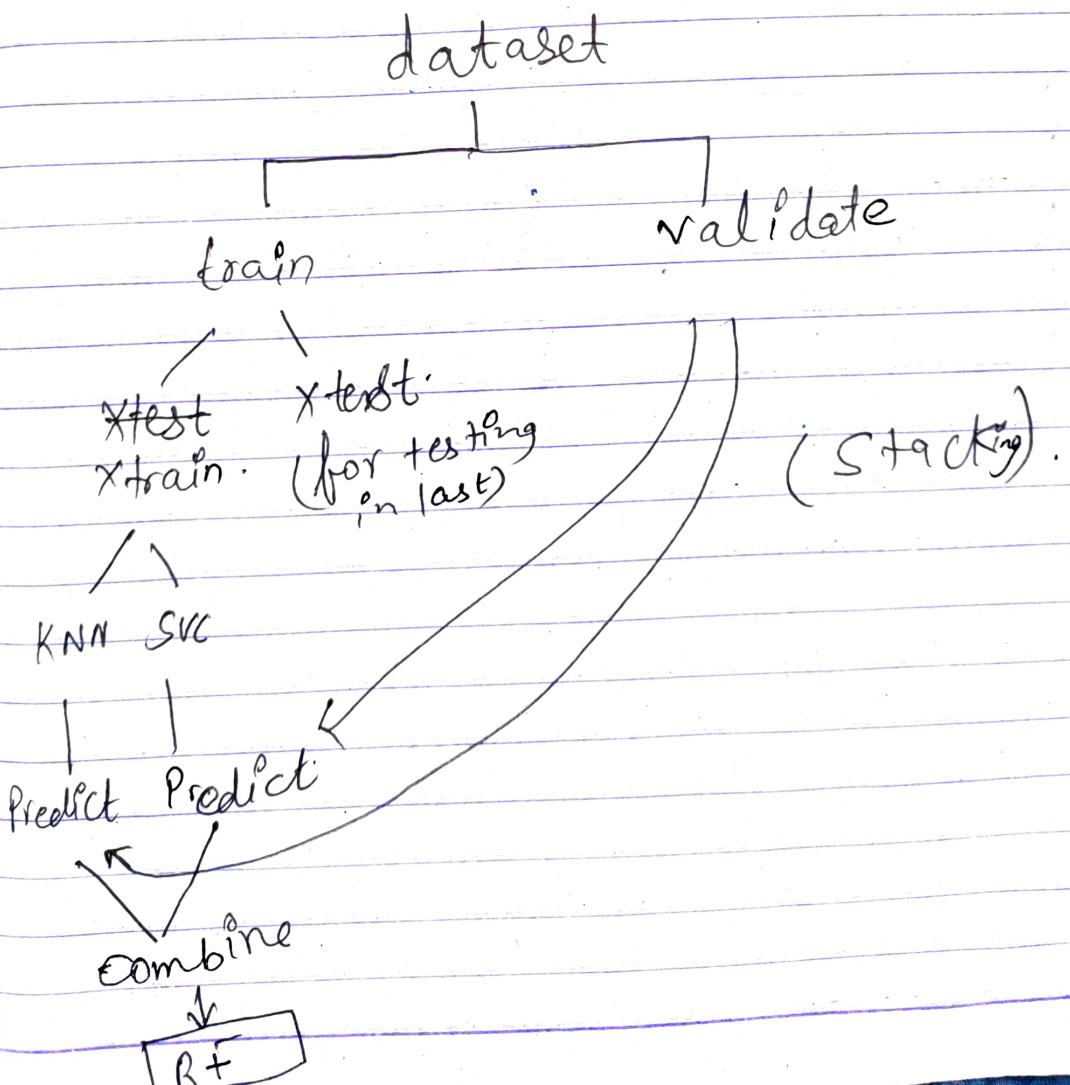 dataset
train
validate
xtest
xtrain.
xtest.
(for testing
in last)
(Stacking).
KNN SVC
Predict Predict.
Combine
RF